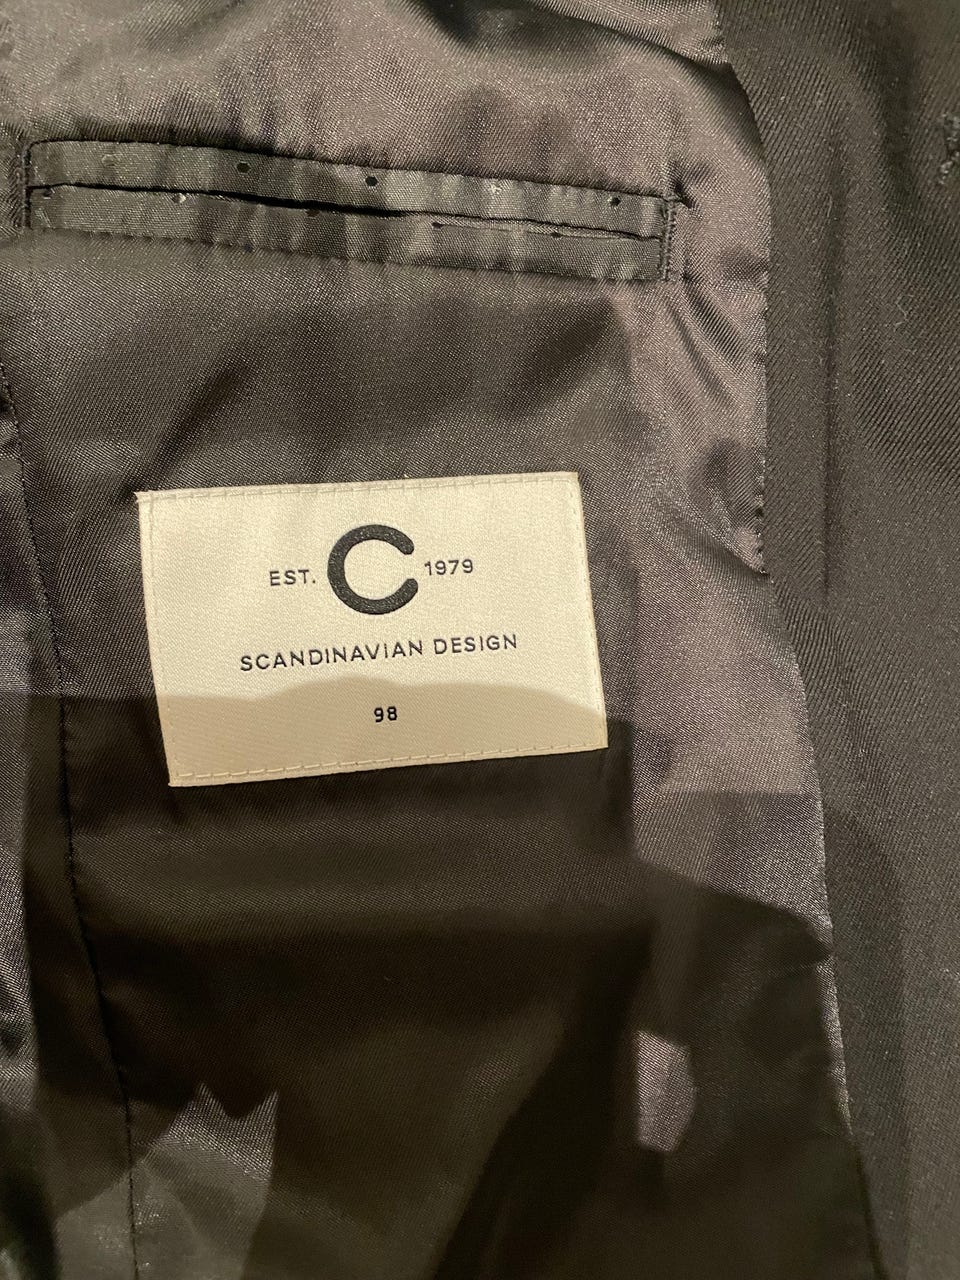 EST. C 1979
SCANDINAVIAN DESIGN
98